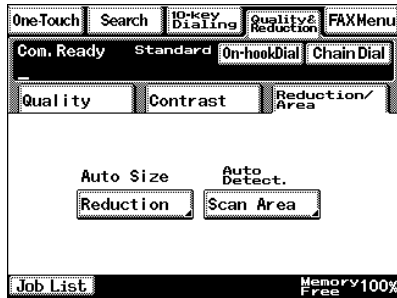 One-Touch Search 10-key Dialing Quality& Reduction FAX Menu
Com. Ready Standard On-hookDial Chain Dial
Quality Contrast Reduction/ Area
Auto Size Auto Detect.
Reduction Scan Area
Job List Memory Free 100%